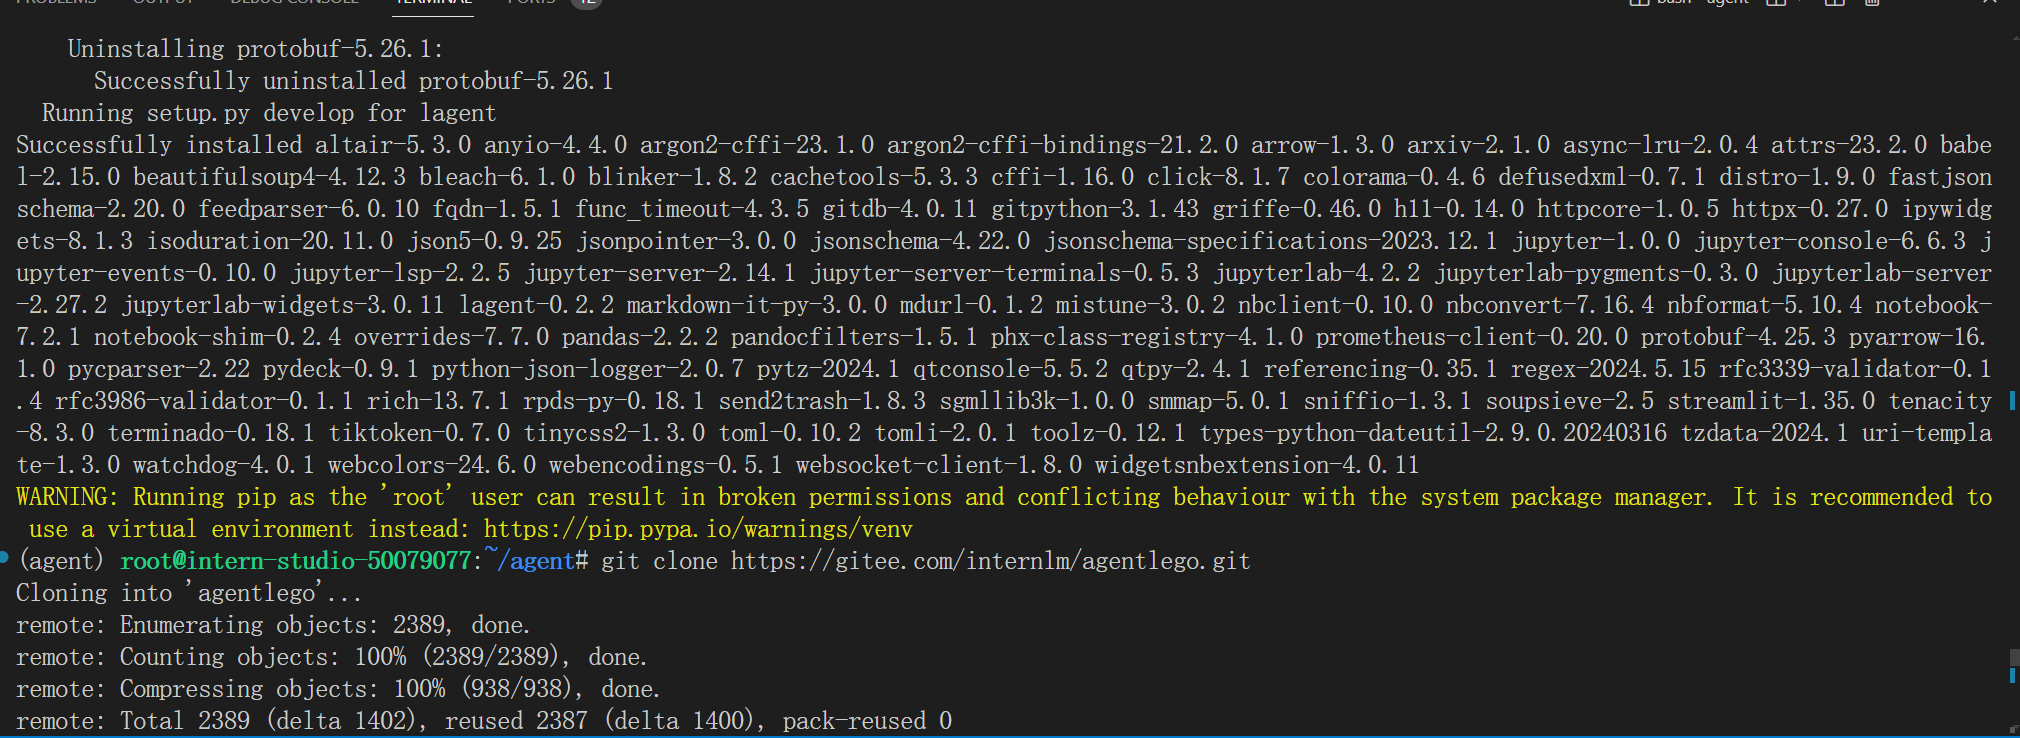 PROBLEMS OUTPUT DEBUG CONSOLE TERMINAL PORTS 12 bash - agent
Uninstalling protobuf-5.26.1:
Successfully uninstalled protobuf-5.26.1
Running setup.py develop for lagent
Successfully installed altair-5.3.0 anyio-4.4.0 argon2-cffi-23.1.0 argon2-cffi-bindings-21.2.0 arrow-1.3.0 arxiv-2.1.0 async-lru-2.0.4 attrs-23.2.0 babe
l-2.15.0 beautifulsoup4-4.12.3 bleach-6.1.0 blinker-1.8.2 cachetools-5.3.3 cffi-1.16.0 click-8.1.7 colorama-0.4.6 defusedxml-0.7.1 distro-1.9.0 fastjson
schema-2.20.0 feedparser-6.0.10 fqdn-1.5.1 func_timeout-4.3.5 gitdb-4.0.11 gitpython-3.1.43 griffe-0.46.0 h11-0.14.0 httpcore-1.0.5 httpx-0.27.0 ipywidg
ets-8.1.3 isoduration-20.11.0 json5-0.9.25 jsonpointer-3.0.0 jsonschema-4.22.0 jsonschema-specifications-2023.12.1 jupyter-1.0.0 jupyter-console-6.6.3 j
upyter-events-0.10.0 jupyter-lsp-2.2.5 jupyter-server-2.14.1 jupyter-server-terminals-0.5.3 jupyterlab-4.2.2 jupyterlab-pygments-0.3.0 jupyterlab-server
-2.27.2 jupyterlab-widgets-3.0.11 lagent-0.2.2 markdown-it-py-3.0.0 mdurl-0.1.2 mistune-3.0.2 nbclient-0.10.0 nbconvert-7.16.4 nbformat-5.10.4 notebook-
7.2.1 notebook-shim-0.2.4 overrides-7.7.0 pandas-2.2.2 pandocfilters-1.5.1 phx-class-registry-4.1.0 prometheus-client-0.20.0 protobuf-4.25.3 pyarrow-16.
1.0 pycparser-2.22 pydeck-0.9.1 python-json-logger-2.0.7 pytz-2024.1 qtconsole-5.5.2 qtpy-2.4.1 referencing-0.35.1 regex-2024.5.15 rfc3339-validator-0.1
.4 rfc3986-validator-0.1.1 rich-13.7.1 rpds-py-0.18.1 send2trash-1.8.3 sgmllib3k-1.0.0 smmap-5.0.1 sniffio-1.3.1 soupsieve-2.5 streamlit-1.35.0 tenacity
-8.3.0 terminado-0.18.1 tiktoken-0.7.0 tinycss2-1.3.0 toml-0.10.2 tomli-2.0.1 toolz-0.12.1 types-python-dateutil-2.9.0.20240316 tzdata-2024.1 uri-templa
te-1.3.0 watchdog-4.0.1 webcolors-24.6.0 webencodings-0.5.1 websocket-client-1.8.0 widgetsnbextension-4.0.11
WARNING: Running pip as the 'root' user can result in broken permissions and conflicting behaviour with the system package manager. It is recommended to
use a virtual environment instead: https://pip.pypa.io/warnings/venv
(agent) root@intern-studio-50079077:~/agent# git clone https://gitee.com/internlm/agentlego.git
Cloning into 'agentlego'...
remote: Enumerating objects: 2389, done.
remote: Counting objects: 100% (2389/2389), done.
remote: Compressing objects: 100% (938/938), done.
remote: Total 2389 (delta 1402), reused 2387 (delta 1400), pack-reused 0